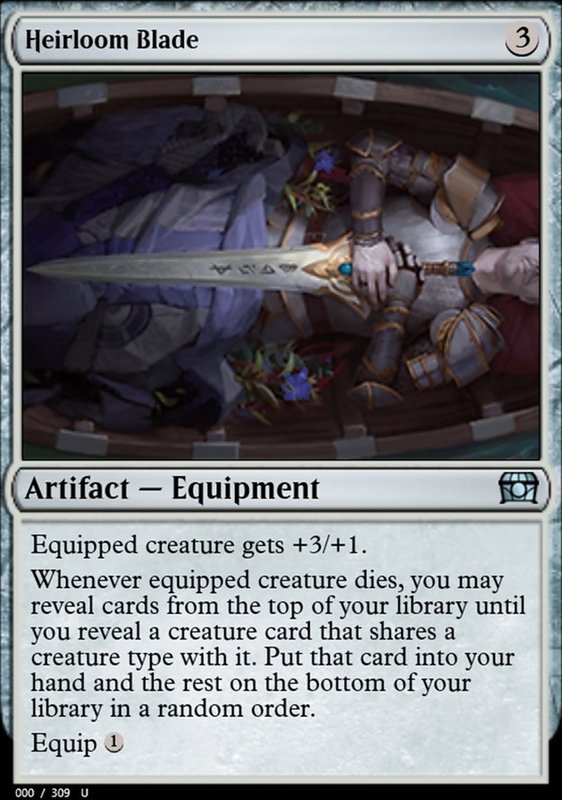 Heirloom Blade 3
Artifact — Equipment
Equipped creature gets +3/+1.
Whenever equipped creature dies, you may
reveal cards from the top of your library until
you reveal a creature card that shares a
creature type with it. Put that card into your
hand and the rest on the bottom of your
library in a random order.
Equip 1
000 / 309 U